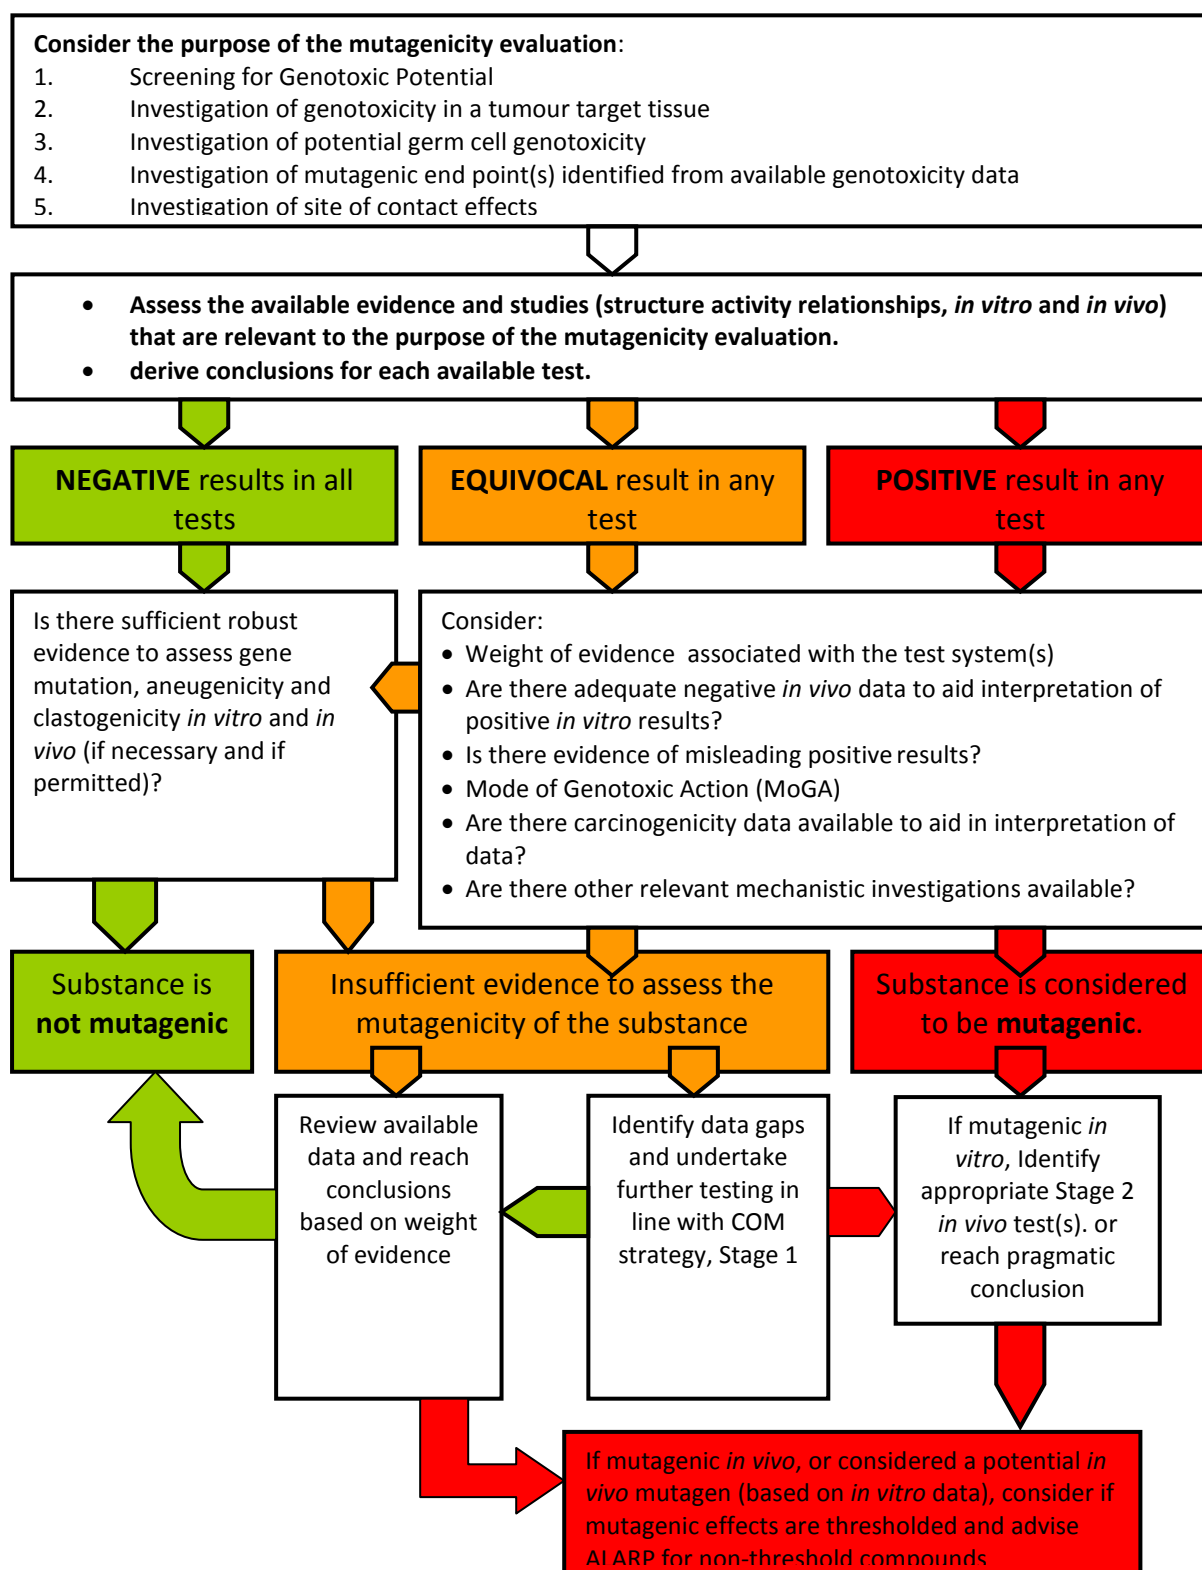 Consider the purpose of the mutagenicity evaluation:
1. Screening for Genotoxic Potential
2. Investigation of genotoxicity in a tumour target tissue
3. Investigation of potential germ cell genotoxicity
4. Investigation of mutagenic end point(s) identified from available genotoxicity data
5. Investigation of site of contact effects
• Assess the available evidence and studies (structure activity relationships, in vitro and in vivo)
that are relevant to the purpose of the mutagenicity evaluation.
• derive conclusions for each available test.
NEGATIVE results in all
tests
EQUIVOCAL result in any
test
POSITIVE result in any
test
Is there sufficient robust
evidence to assess gene
mutation, aneugenicity and
clastogenicity in vitro and in
vivo (if necessary and if
permitted)?
Consider:
• Weight of evidence associated with the test system(s)
• Are there adequate negative in vivo data to aid interpretation of
positive in vitro results?
• Is there evidence of misleading positive results?
• Mode of Genotoxic Action (MoGA)
• Are there carcinogenicity data available to aid in interpretation of
data?
• Are there other relevant mechanistic investigations available?
Substance is
not mutagenic
Insufficient evidence to assess the
mutagenicity of the substance
Substance is considered
to be mutagenic.
Review available
data and reach
conclusions
based on weight
of evidence
Identify data gaps
and undertake
further testing in
line with COM
strategy, Stage 1
If mutagenic in
vitro, Identify
appropriate Stage 2
in vivo test(s). or
reach pragmatic
conclusion
If mutagenic in vivo, or considered a potential in
vivo mutagen (based on in vitro data), consider if
mutagenic effects are thresholded and advise
ALARP for non-threshold compounds